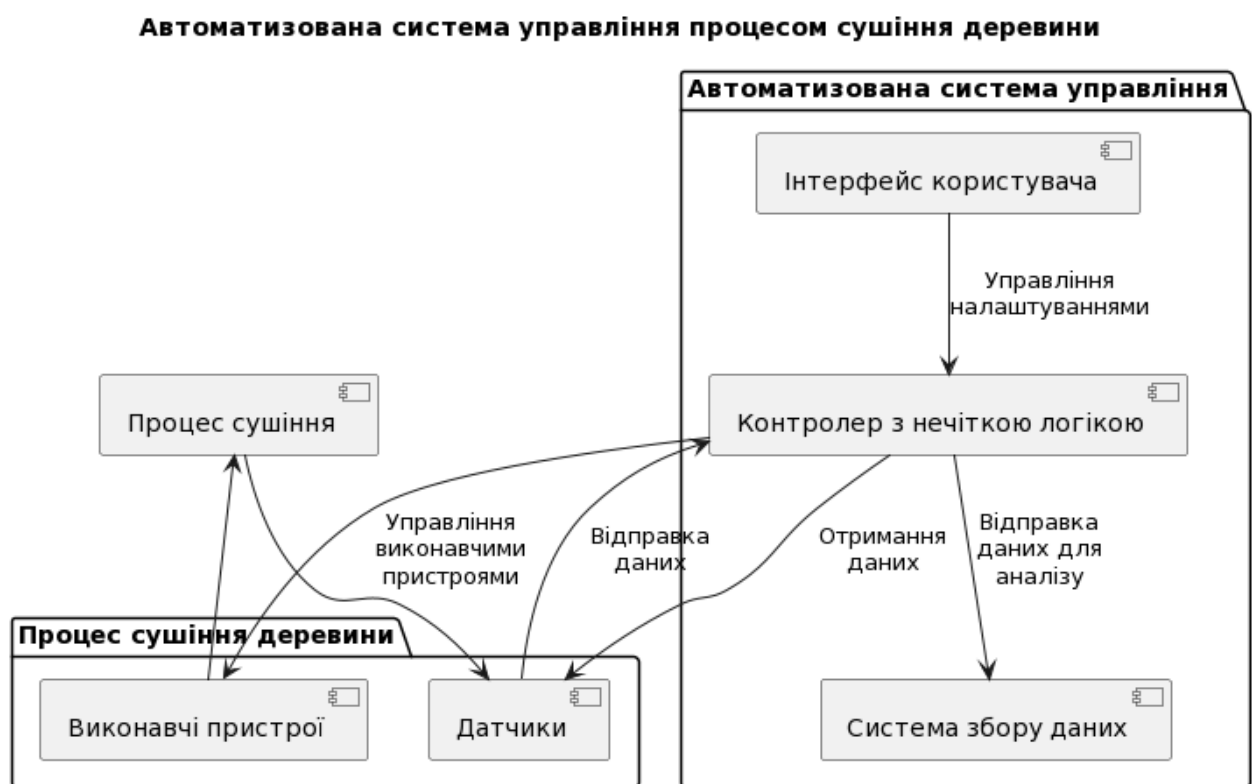 Автоматизована система управління процесом сушіння деревини
Автоматизована система управління
Інтерфейс користувача
Управління
налаштуваннями
Процес сушіння
Контролер з нечіткою логікою
Управління
виконавчими
пристроями
Відправка
даних
Отримання
даних
Відправка
даних для
аналізу
Процес сушіння деревини
Виконавчі пристрої
Датчики
Система збору даних